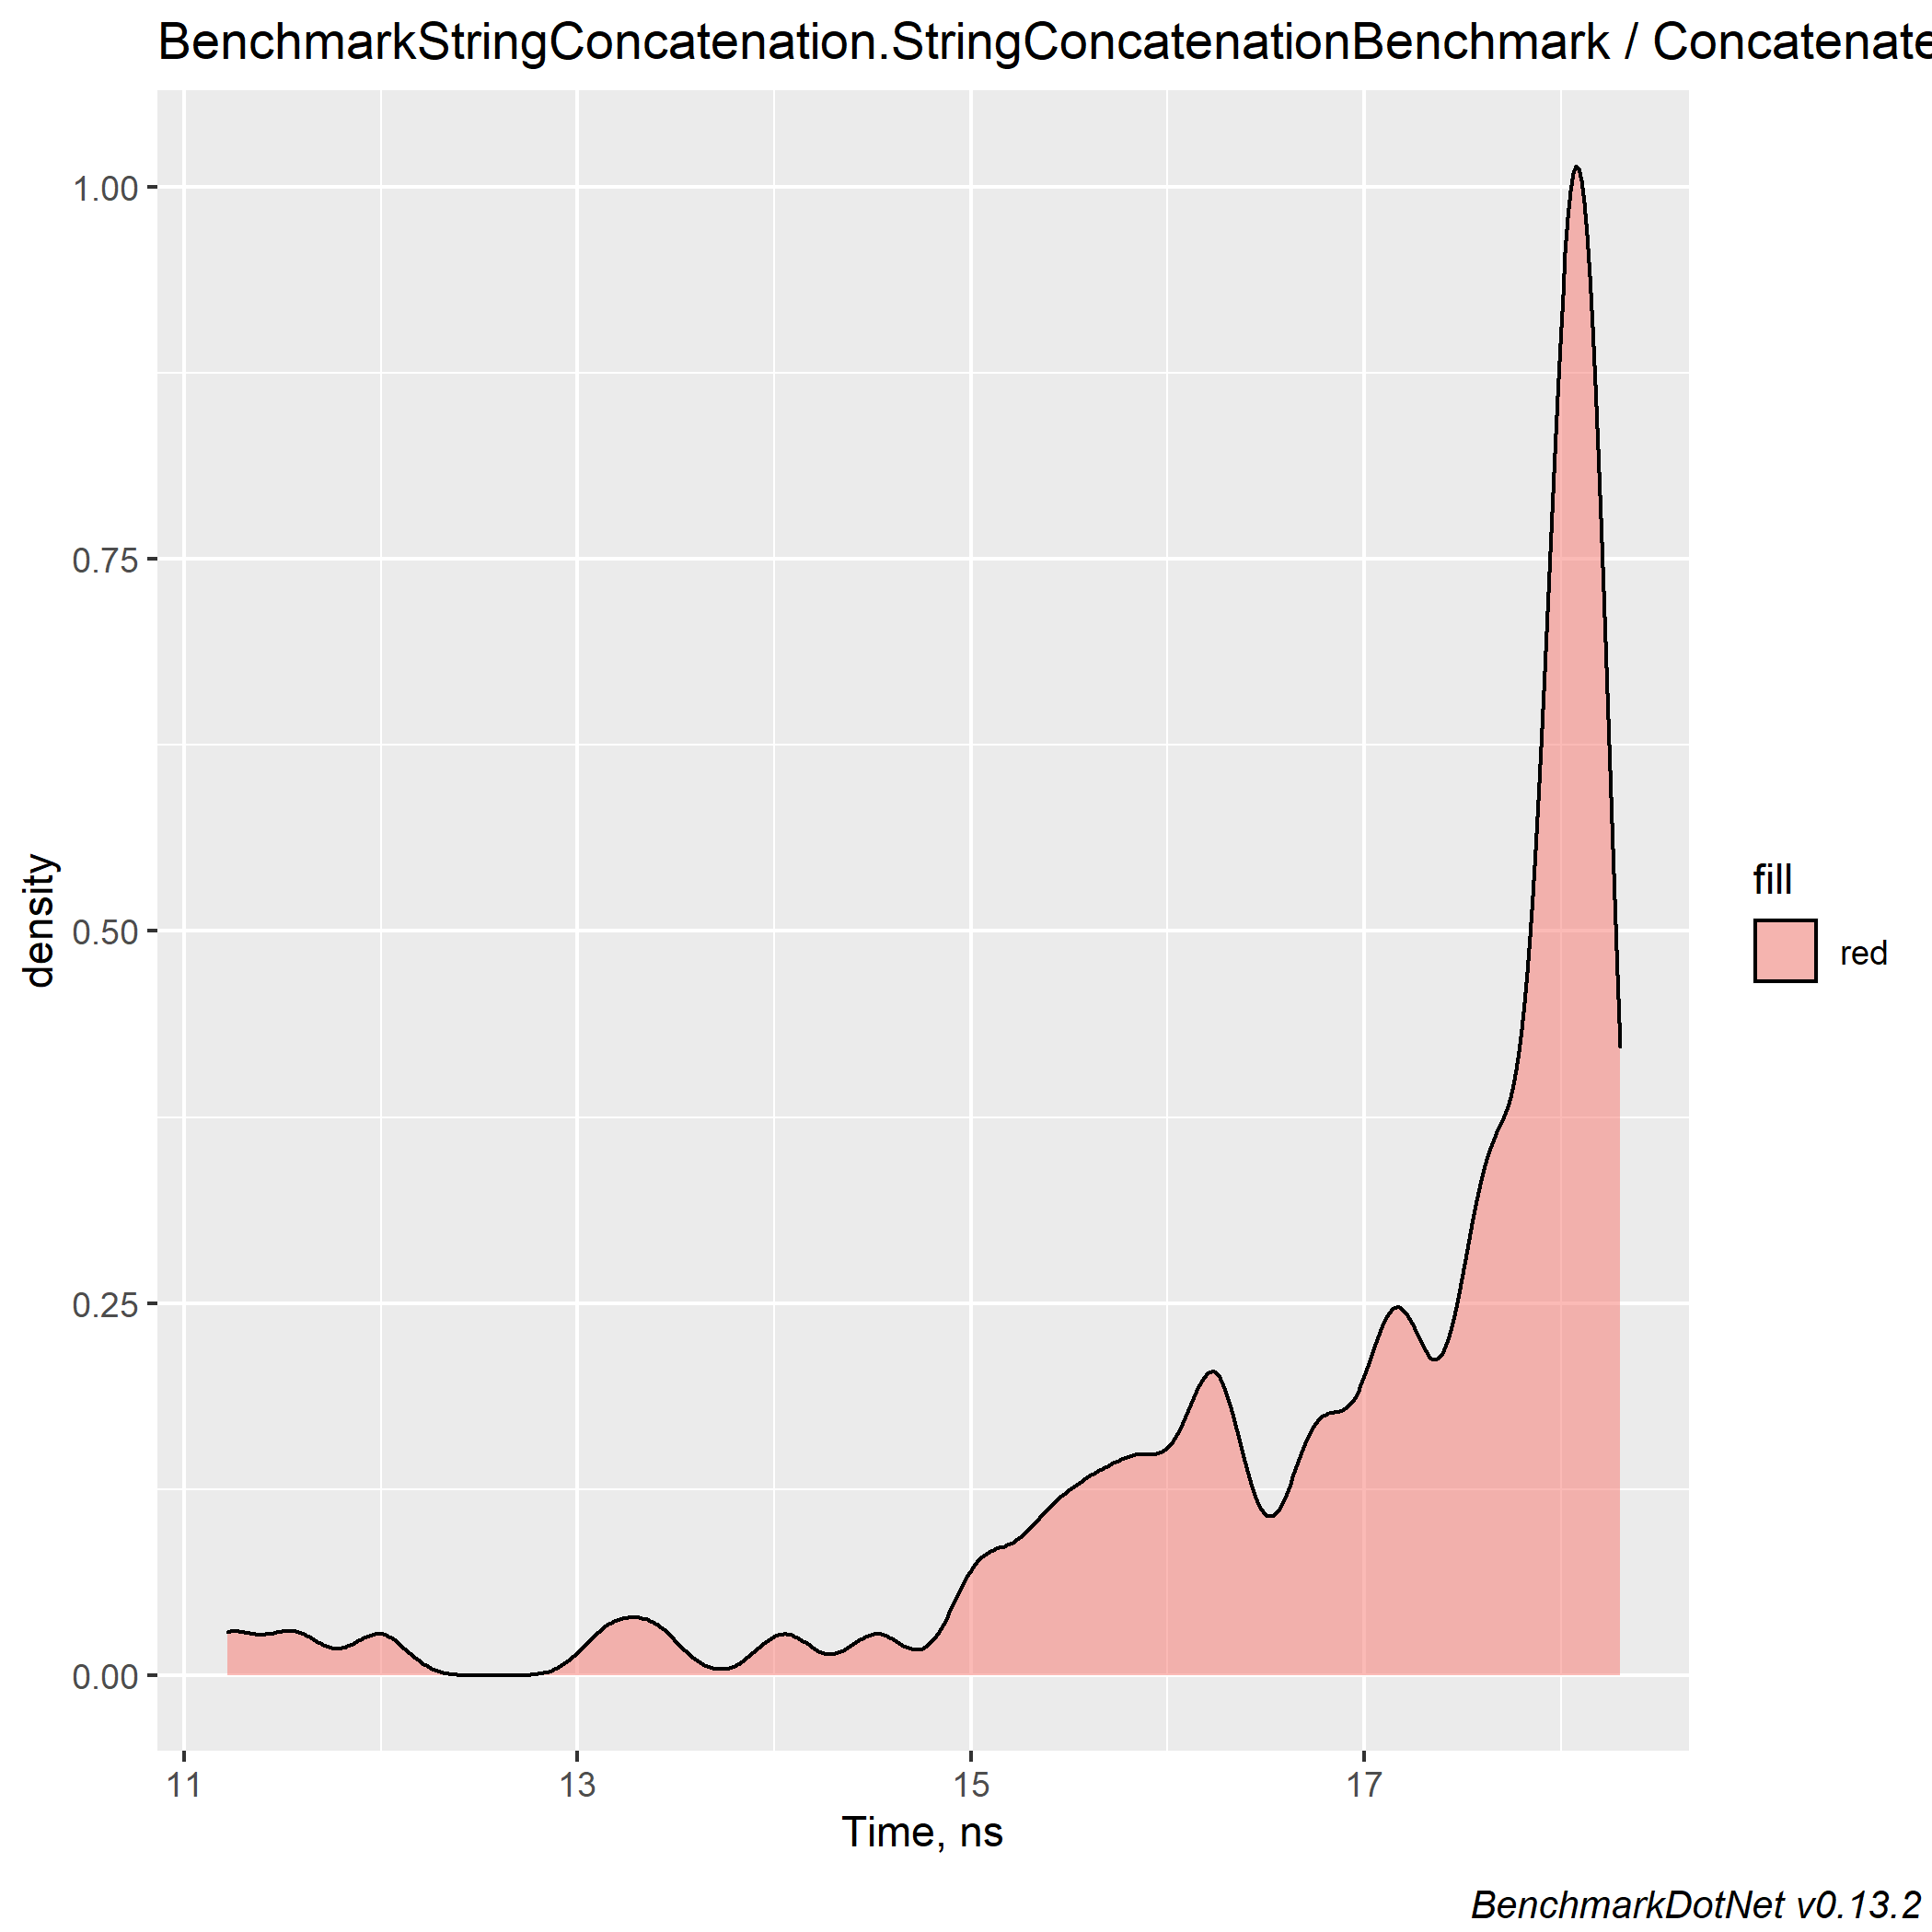 BenchmarkStringConcatenation.StringConcatenationBenchmark / Concatenate
1.00
0.75
0.50
0.25
0.00
density
11 13 15 17
Time, ns
fill
red
BenchmarkDotNet v0.13.2